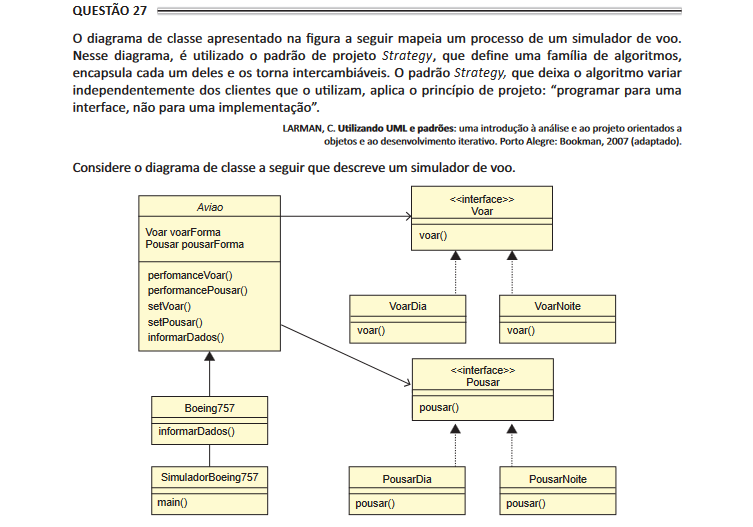 QUESTÃO 27
O diagrama de classe apresentado na figura a seguir mapeia um processo de um simulador de voo.
Nesse diagrama, é utilizado o padrão de projeto Strategy, que define uma família de algoritmos,
encapsula cada um deles e os torna intercambiáveis. O padrão Strategy, que deixa o algoritmo variar
independentemente dos clientes que o utilizam, aplica o princípio de projeto: “programar para uma
interface, não para uma implementação”.
LARMAN, C. Utilizando UML e padrões: uma introdução à análise e ao projeto orientados a
objetos e ao desenvolvimento iterativo. Porto Alegre: Bookman, 2007 (adaptado).
Considere o diagrama de classe a seguir que descreve um simulador de voo.
Aviao
Voar voarForma
Pousar pousarForma
perfomanceVoar()
performancePousar()
setVoar()
setPousar()
informarDados()
<<interface>>
Voar
voar()
VoarDia
voar()
VoarNoite
voar()
<<interface>>
Pousar
pousar()
Boeing757
informarDados()
SimuladorBoeing757
main()
PousarDia
pousar()
PousarNoite
pousar()